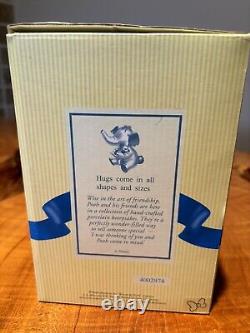 Hugs come in all
shapes and sizes
Wise in the art of friendship,
Pooh and his friends are here
in a collection of hand-crafted
porcelain keepsakes. They're a
perfectly wonder-filled way
to tell someone special —
I was thinking of you and
Pooh came to mind
4002974